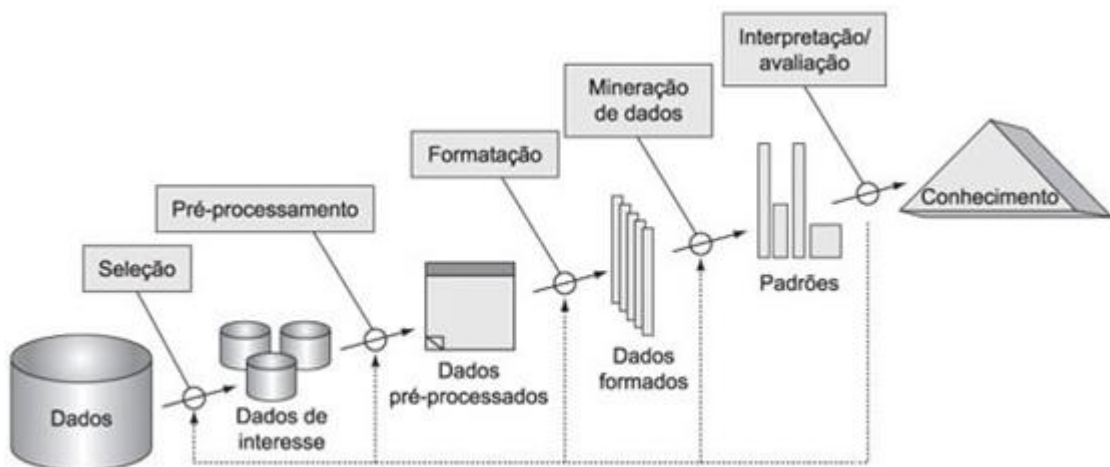 Interpretação/
avaliação
Mineração
de dados
Formatação
Pré-processamento
Seleção
Dados
Dados de
interesse
Dados
pré-processados
Dados
formados
Padrões
Conhecimento